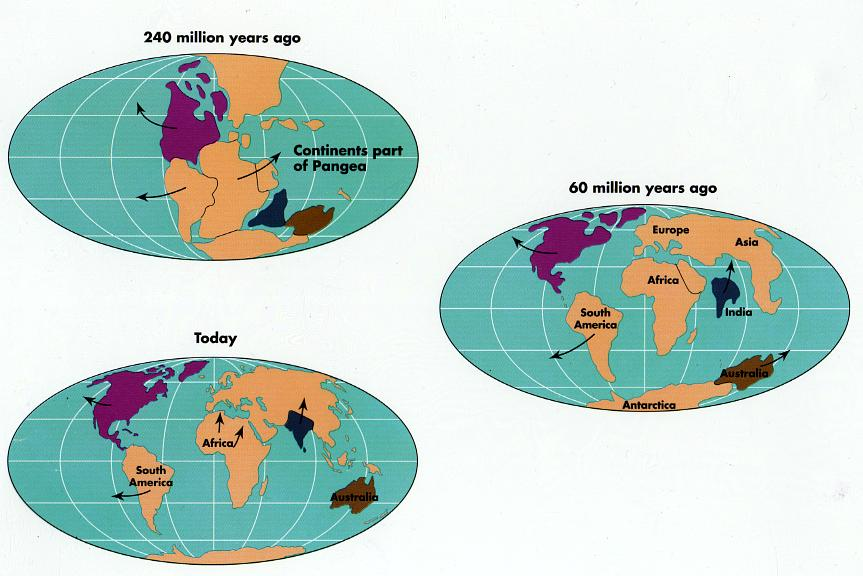 240 million years ago
Continents part
of Pangea
60 million years ago
Europe
Asia
Africa
India
South
America
Australia
Antarctica
Today
Africa
South
America
Australia